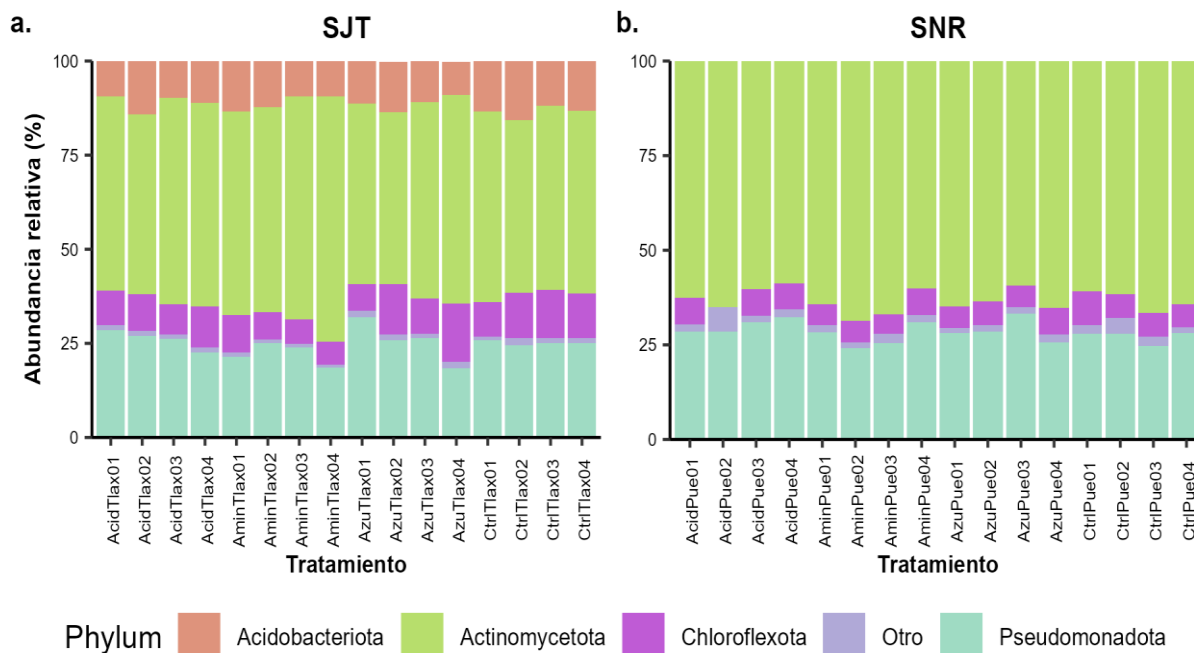 a.
SJT
Abundancia relativa (%)
100
75
50
25
0
AcidTlax01
AcidTlax02
AcidTlax03
AcidTlax04
AminTlax01
AminTlax02
AminTlax03
AminTlax04
AzuTlax01
AzuTlax02
AzuTlax03
AzuTlax04
CtrlTlax01
CtrlTlax02
CtrlTlax03
CtrlTlax04
Tratamiento
b.
SNR
100
75
50
25
0
AcidPue01
AcidPue02
AcidPue03
AcidPue04
AminPue01
AminPue02
AminPue03
AminPue04
AzuPue01
AzuPue02
AzuPue03
AzuPue04
CtrlPue01
CtrlPue02
CtrlPue03
CtrlPue04
Tratamiento
Phylum Acidobacteriota Actinomycetota Chloroflexota Otro Pseudomonadota